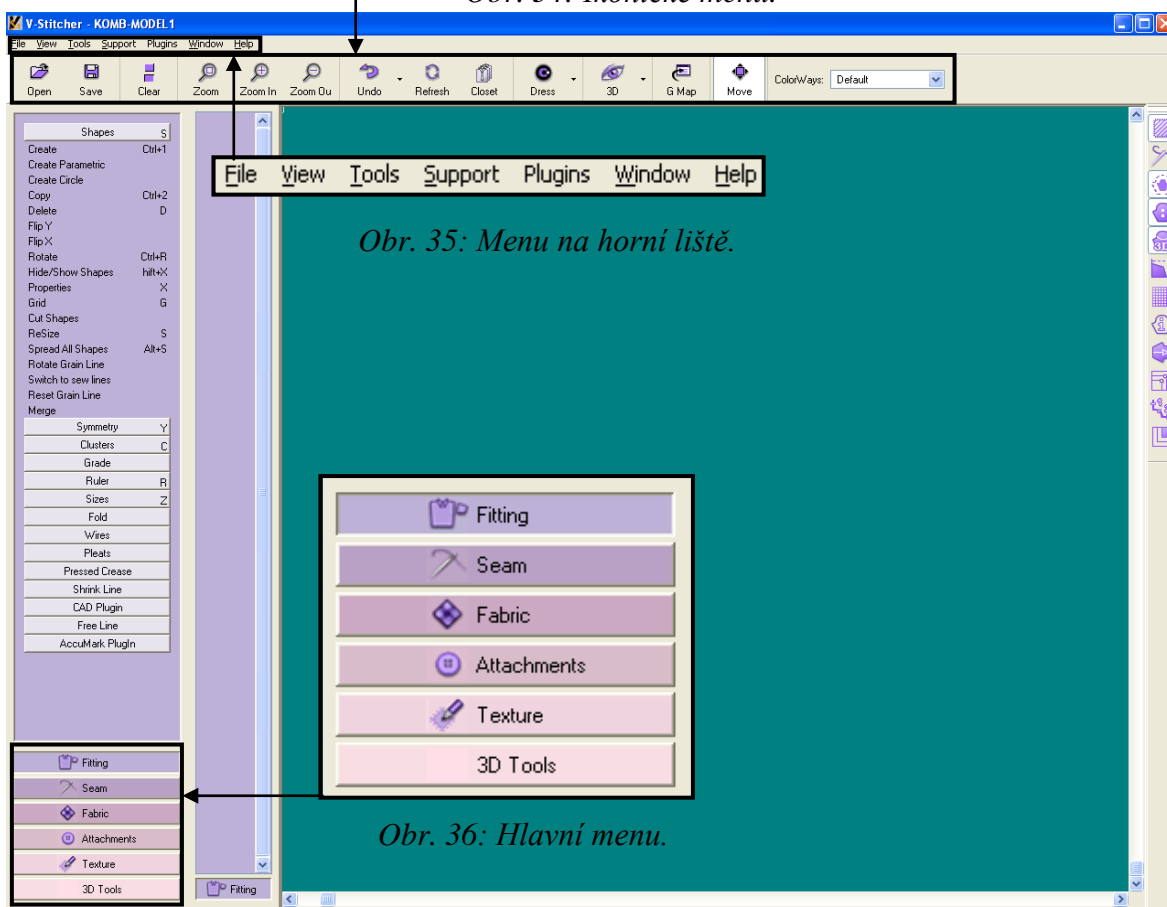 Obr. 34: Ikonické menu.
V-Stitcher - KOMB-MODEL1
File View Tools Support Plugins Window Help
Open Save Clear Zoom Zoom In Zoom Ou Undo Refresh Closet Dress 3D G Map Move ColorWays: Default
Shapes S
Create Ctrl+1
Create Parametric
Create Circle
Copy Ctrl+2
Delete D
Flip Y
Flip X
Rotate Ctrl+R
Hide/Show Shapes hift+X
Properties X
Grid G
Cut Shapes
ReSize S
Spread All Shapes Alt+S
Rotate Grain Line
Switch to sew lines
Reset Grain Line
Merge
Symmetry Y
Clusters C
Grade
Ruler R
Sizes Z
Fold
Wires
Pleats
Pressed Crease
Shrink Line
CAD Plugin
Free Line
AccuMark PlugIn
Fitting
Seam
Fabric
Attachments
Texture
3D Tools
Fitting
File View Tools Support Plugins Window Help
Obr. 35: Menu na horní liště.
Fitting
Seam
Fabric
Attachments
Texture
3D Tools
Obr. 36: Hlavní menu.
3D